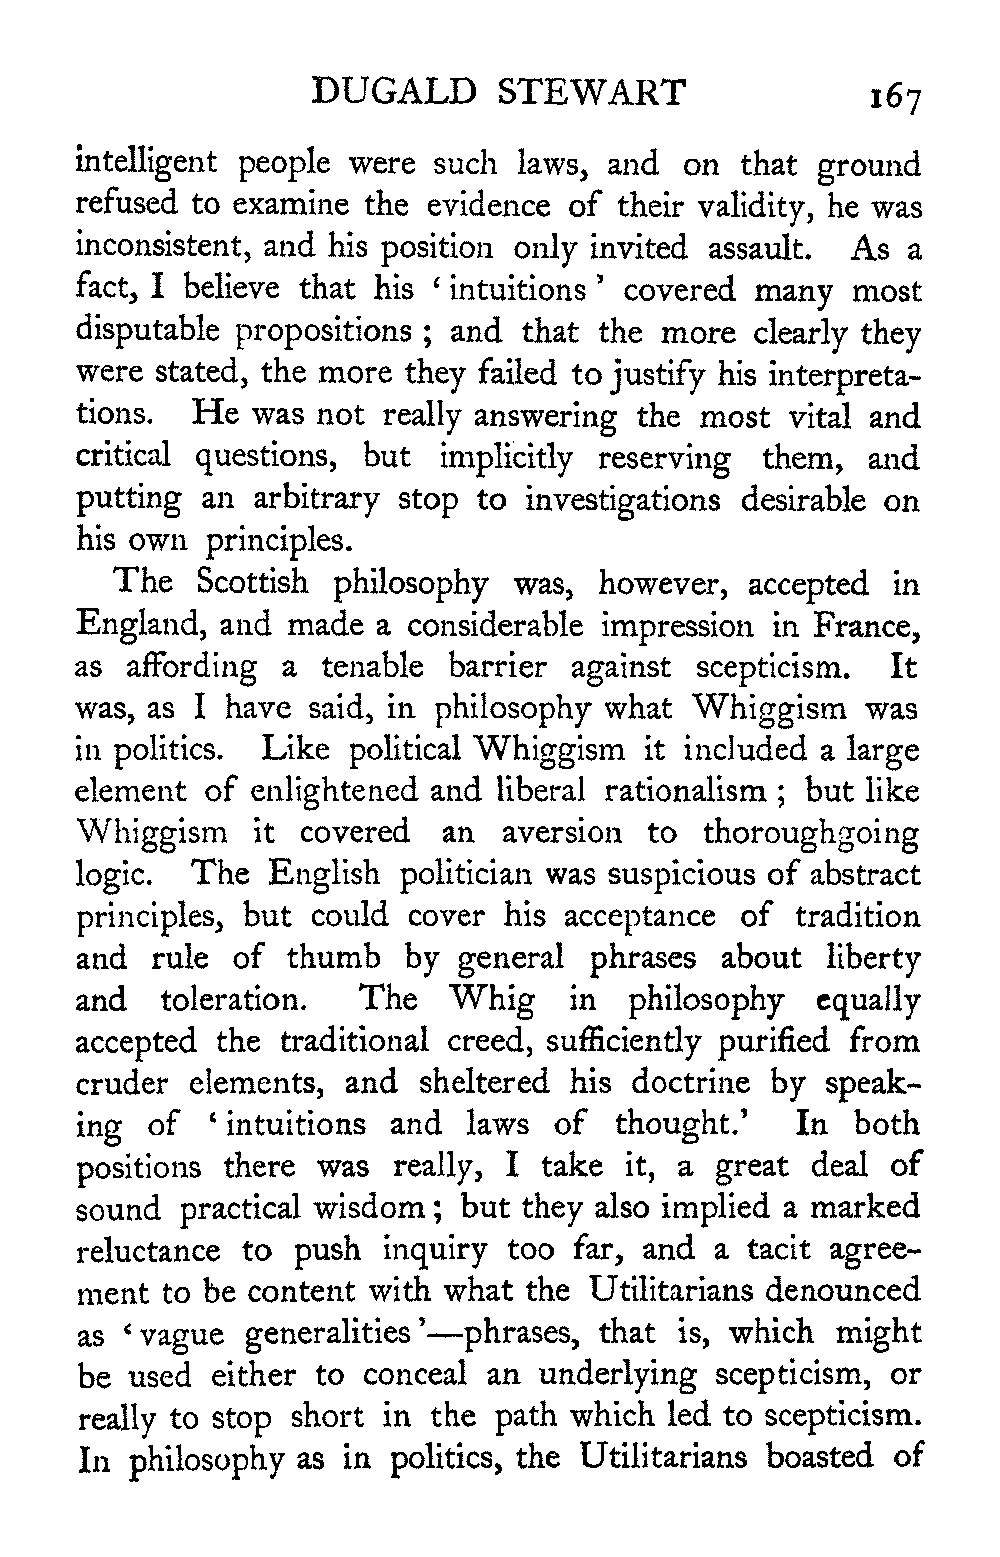 DUGALD STEWART 167
intelligent people were such laws, and on that ground
refused to examine the evidence of their validity, he was
inconsistent, and his position only invited assault. As a
fact, I believe that his ‘intuitions’ covered many most
disputable propositions ; and that the more clearly they
were stated, the more they failed to justify his interpreta-
tions. He was not really answering the most vital and
critical questions, but implicitly reserving them, and
putting an arbitrary stop to investigations desirable on
his own principles.
The Scottish philosophy was, however, accepted in
England, and made a considerable impression in France,
as affording a tenable barrier against scepticism. It
was, as I have said, in philosophy what Whiggism was
in politics. Like political Whiggism it included a large
element of enlightened and liberal rationalism ; but like
Whiggism it covered an aversion to thoroughgoing
logic. The English politician was suspicious of abstract
principles, but could cover his acceptance of tradition
and rule of thumb by general phrases about liberty
and toleration. The Whig in philosophy equally
accepted the traditional creed, sufficiently purified from
cruder elements, and sheltered his doctrine by speak-
ing of ‘intuitions and laws of thought.’ In both
positions there was really, I take it, a great deal of
sound practical wisdom ; but they also implied a marked
reluctance to push inquiry too far, and a tacit agree-
ment to be content with what the Utilitarians denounced
as ‘vague generalities’—phrases, that is, which might
be used either to conceal an underlying scepticism, or
really to stop short in the path which led to scepticism.
In philosophy as in politics, the Utilitarians boasted of